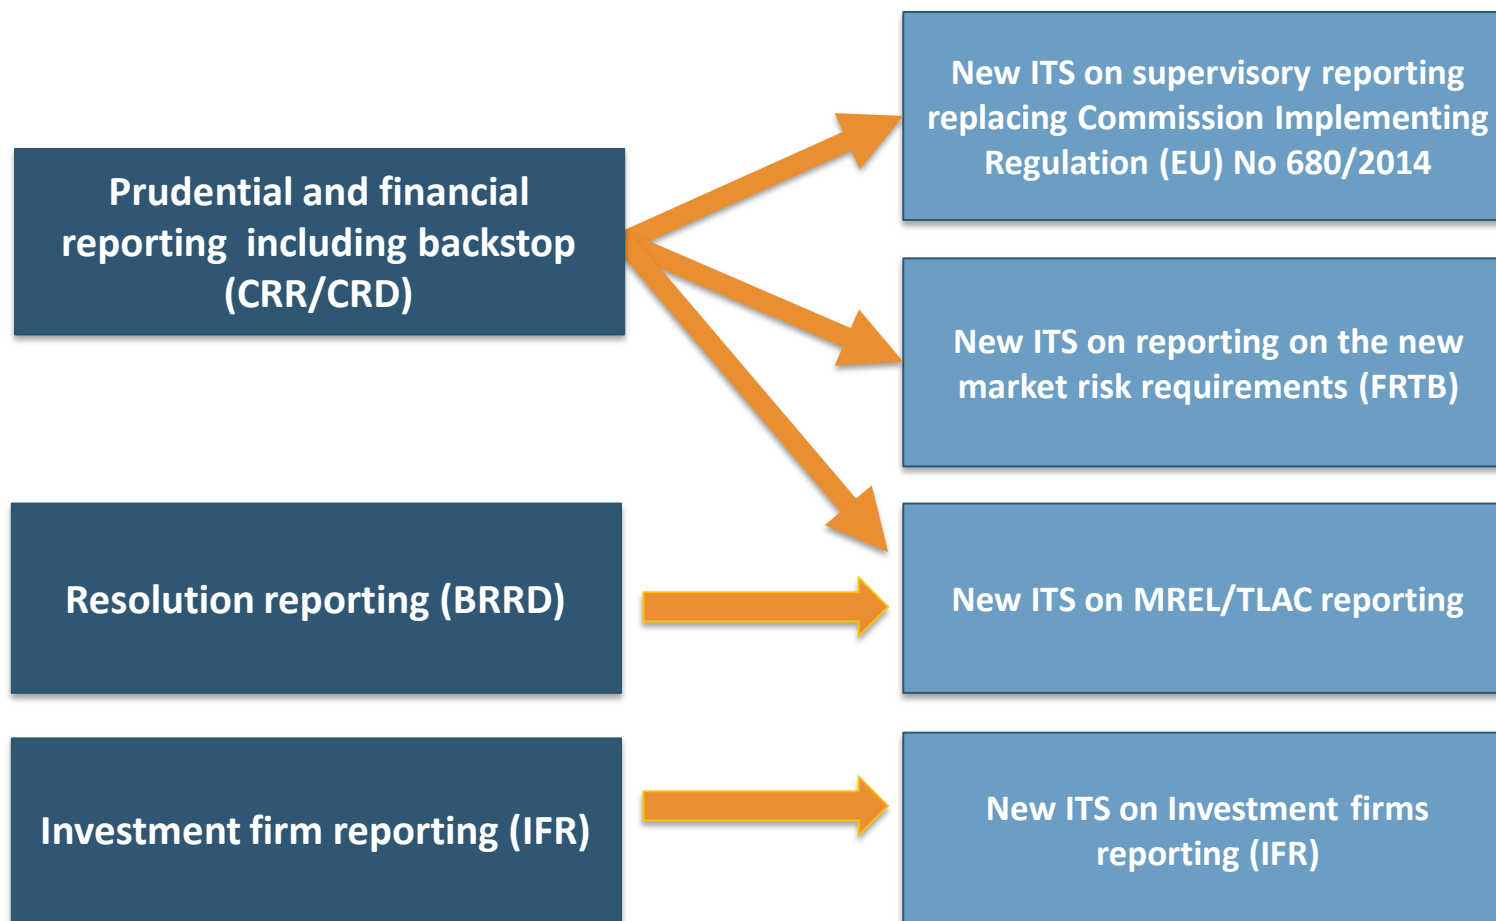 Prudential and financial
reporting including backstop
(CRR/CRD)
Resolution reporting (BRRD)
Investment firm reporting (IFR)
New ITS on supervisory reporting
replacing Commission Implementing
Regulation (EU) No 680/2014
New ITS on reporting on the new
market risk requirements (FRTB)
New ITS on MREL/TLAC reporting
New ITS on Investment firms
reporting (IFR)